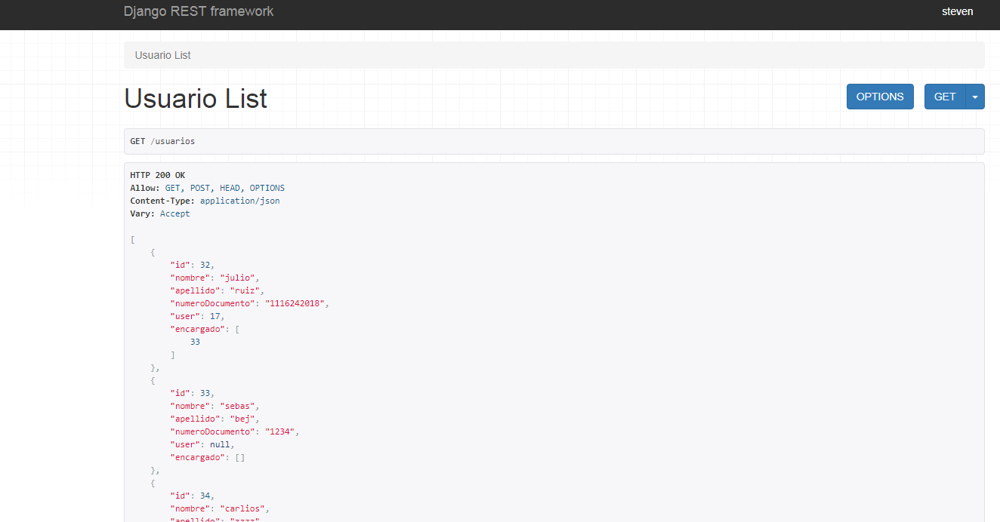 Django REST framework
steven
Usuario List
Usuario List
OPTIONS
GET
GET /usuarios
HTTP 200 OK
Allow: GET, POST, HEAD, OPTIONS
Content-Type: application/json
Vary: Accept
[
    {
        "id": 32,
        "nombre": "julio",
        "apellido": "ruiz",
        "numeroDocumento": "1116242018",
        "user": 17,
        "encargado": [
            33
        ]
    },
    {
        "id": 33,
        "nombre": "sebas",
        "apellido": "bej",
        "numeroDocumento": "1234",
        "user": null,
        "encargado": []
    },
    {
        "id": 34,
        "nombre": "carlios",
        "apellido": "zzzz"